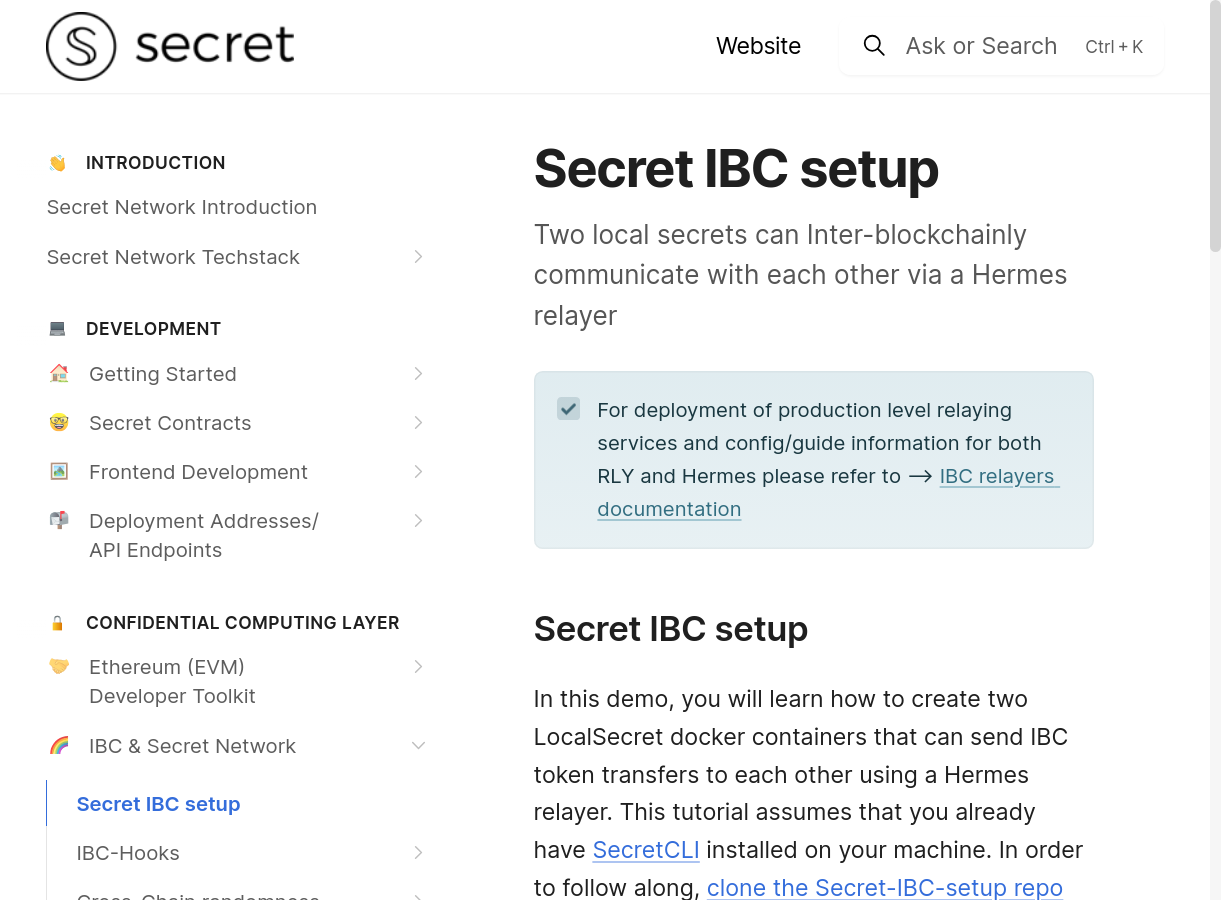 secret
Website
Ask or Search
Ctrl + K
INTRODUCTION
Secret Network Introduction
Secret Network Techstack
DEVELOPMENT
Getting Started
Secret Contracts
Frontend Development
Deployment Addresses/
API Endpoints
CONFIDENTIAL COMPUTING LAYER
Ethereum (EVM)
Developer Toolkit
IBC & Secret Network
Secret IBC setup
IBC-Hooks
Cross-Chain randomness
Secret IBC setup
Two local secrets can Inter-blockchainly
communicate with each other via a Hermes
relayer
For deployment of production level relaying
services and config/guide information for both
RLY and Hermes please refer to → IBC relayers
documentation
Secret IBC setup
In this demo, you will learn how to create two
LocalSecret docker containers that can send IBC
token transfers to each other using a Hermes
relayer. This tutorial assumes that you already
have SecretCLI installed on your machine. In order
to follow along, clone the Secret-IBC-setup repo